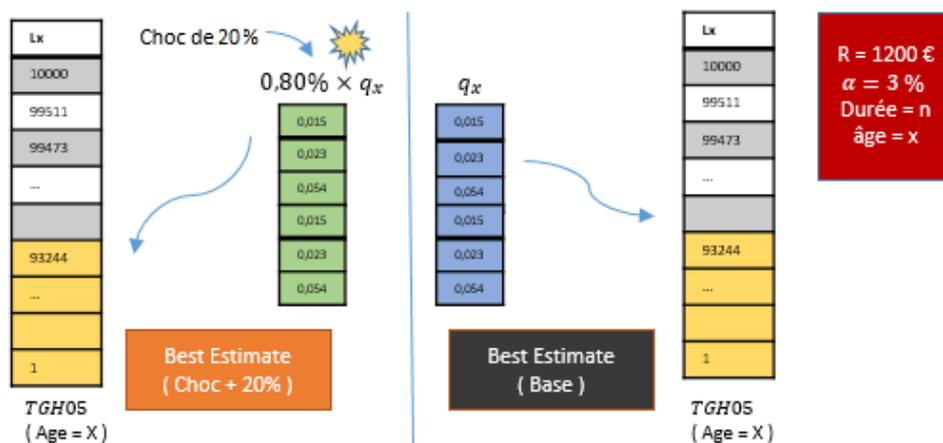 Lx
10000
99511
99473
...
93244
...
1
TGH05
( Age = X )
Choc de 20%
0,80% × qx
0,015
0,023
0,054
0,015
0,023
0,054
Best Estimate
( Choc + 20% )
qx
0,015
0,023
0,054
0,015
0,023
0,054
Best Estimate
( Base )
Lx
10000
99511
99473
...
93244
...
1
TGH05
( Age = X )
R = 1200 €
α = 3 %
Durée = n
âge = x